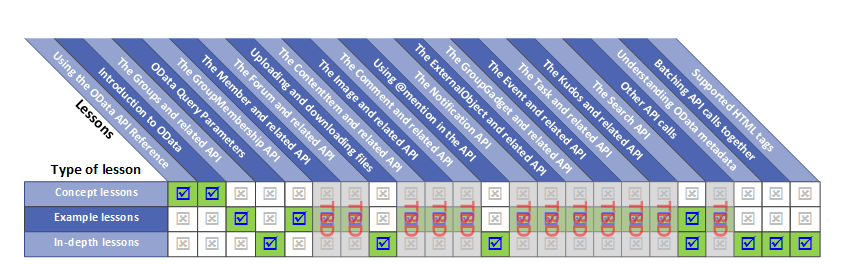 Using the OData API Reference
Introduction to OData
The Groups and related API
OData Query Parameters
The GroupMembership API
The Member and related API
The Forum and related API
Uploading and downloading files
The ContentItem and related API
The Image and related API
The Comment and related API
Using @mention in the API
The Notification API
The ExternalObject and related API
The GroupGadget and related API
The Event and related API
The Task and related API
The Kudos and related API
The Search API
Other API calls
Understanding OData metadata
Batching API calls together
Supported HTML tags
Lessons
Type of lesson
Concept lessons
Example lessons
In-depth lessons
TBD
TBD
TBD
TBD
TBD
TBD
TBD
TBD
TBD
TBD
TBD
TBD